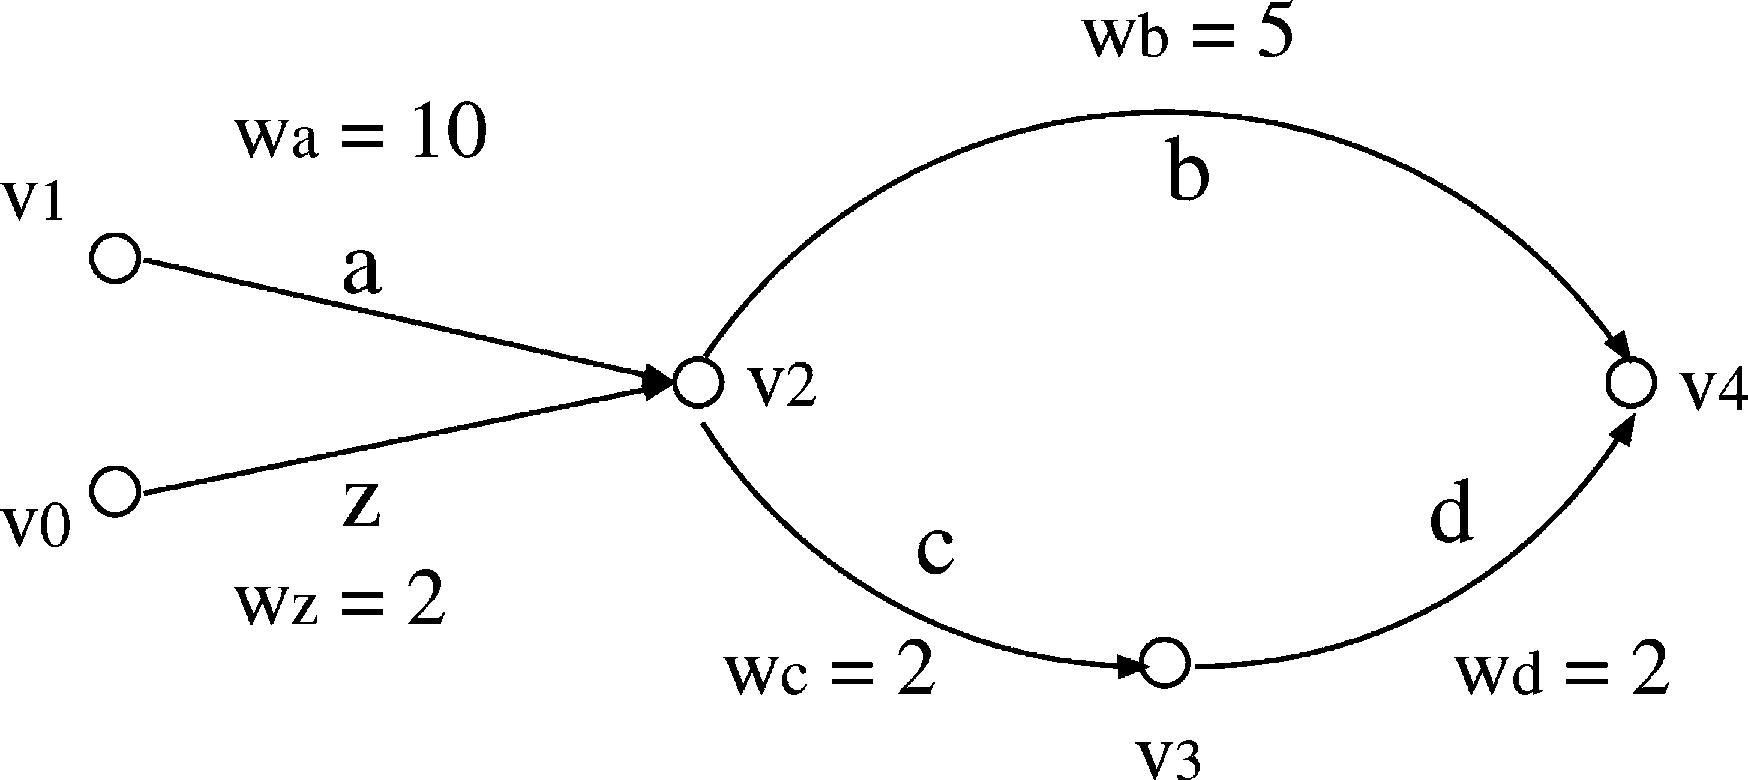 wb = 5
wa = 10
b
v1
a
v2
v4
z
d
v0
c
wz = 2
wc = 2
wd = 2
v3